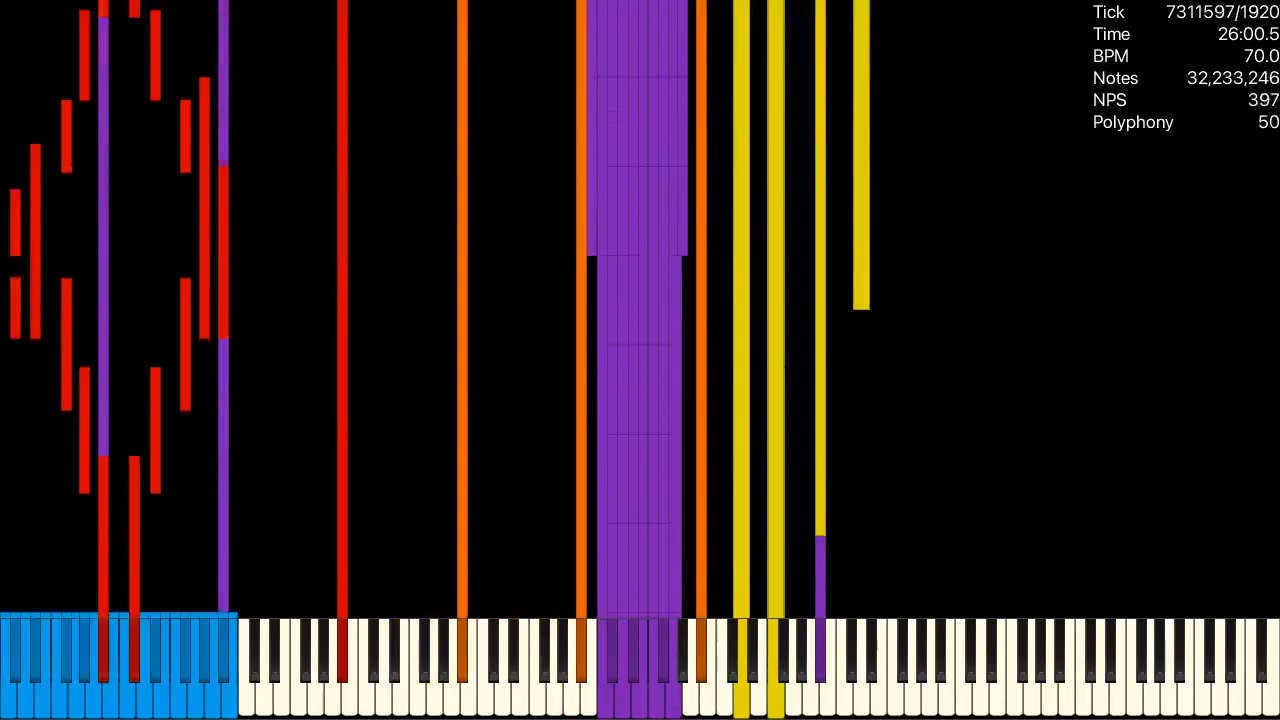 Tick 7311597/1920
Time 26:00.5
BPM 70.0
Notes 32,233,246
NPS 397
Polyphony 50